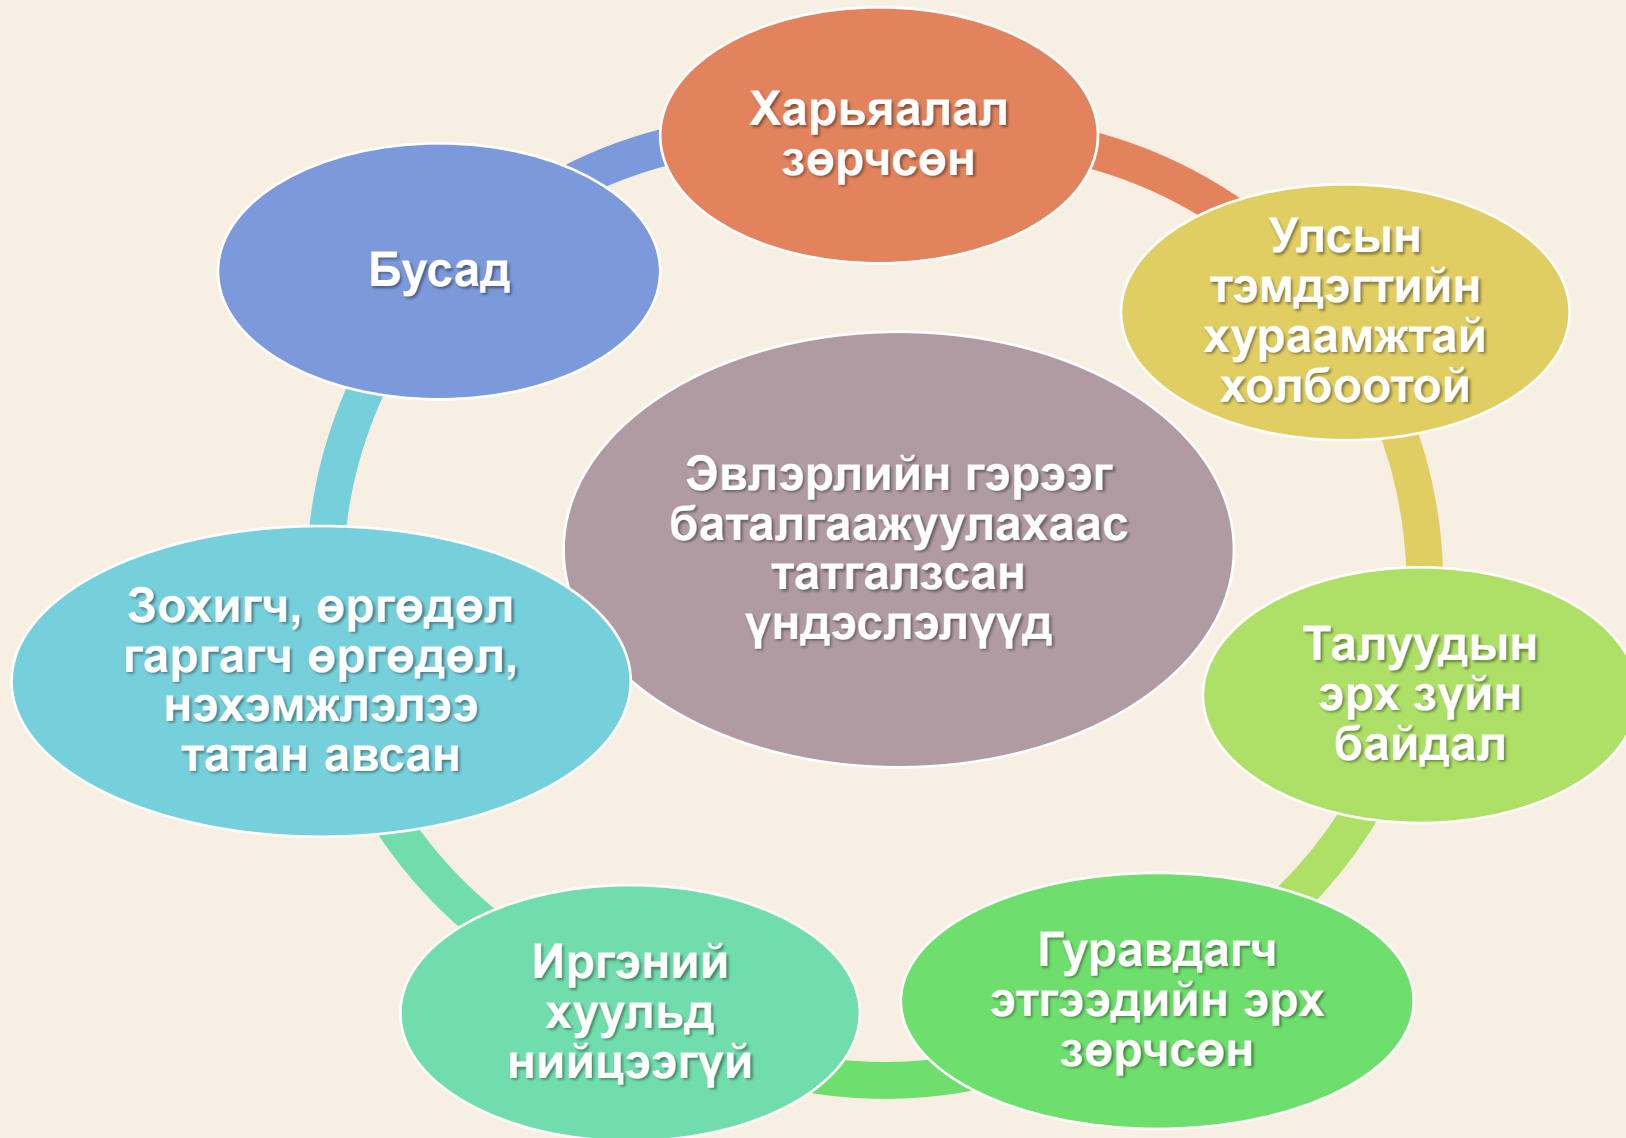 Харьяалал
зөрчсөн
Улсын
тэмдэгтийн
хураамжтай
холбоотой
Талуудын
эрх зүйн
байдал
Гуравдагч
этгээдийн эрх
зөрчсөн
Иргэний
хуульд
нийцээгүй
Зохигч, өргөдөл
гаргагч өргөдөл,
нэхэмжлэлээ
татан авсан
Бусад
Эвлэрлийн гэрээг
баталгаажуулахаас
татгалзсан
үндэслэлүүд